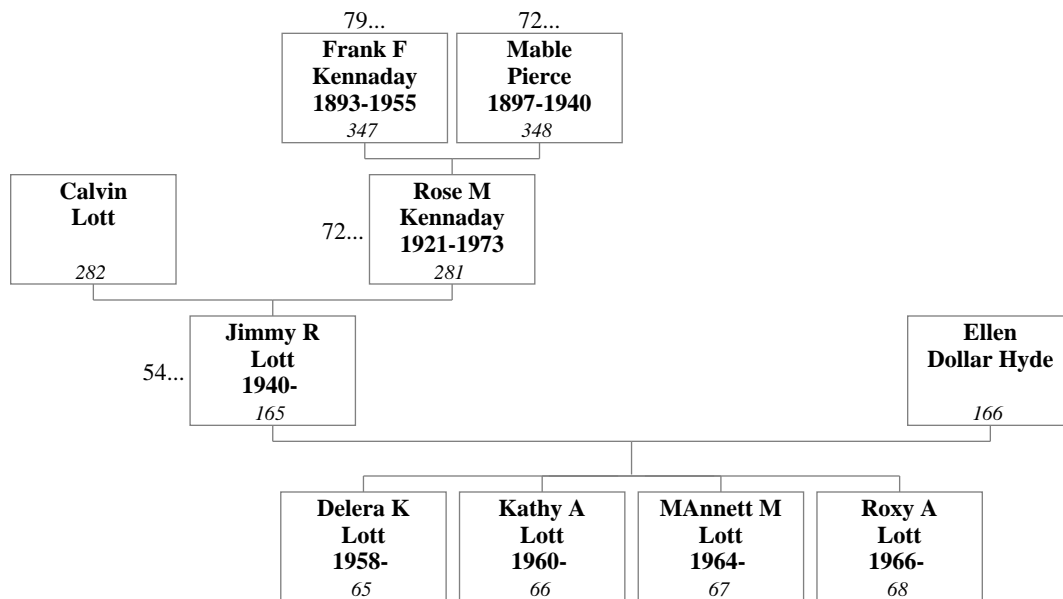 79...
72...
Frank F
Kennaday
1893-1955
347
Mable
Pierce
1897-1940
348
Calvin
Lott
282
72...
Rose M
Kennaday
1921-1973
281
54...
Jimmy R
Lott
1940-
165
Ellen
Dollar Hyde
166
Delera K
Lott
1958-
65
Kathy A
Lott
1960-
66
MAnnett M
Lott
1964-
67
Roxy A
Lott
1966-
68